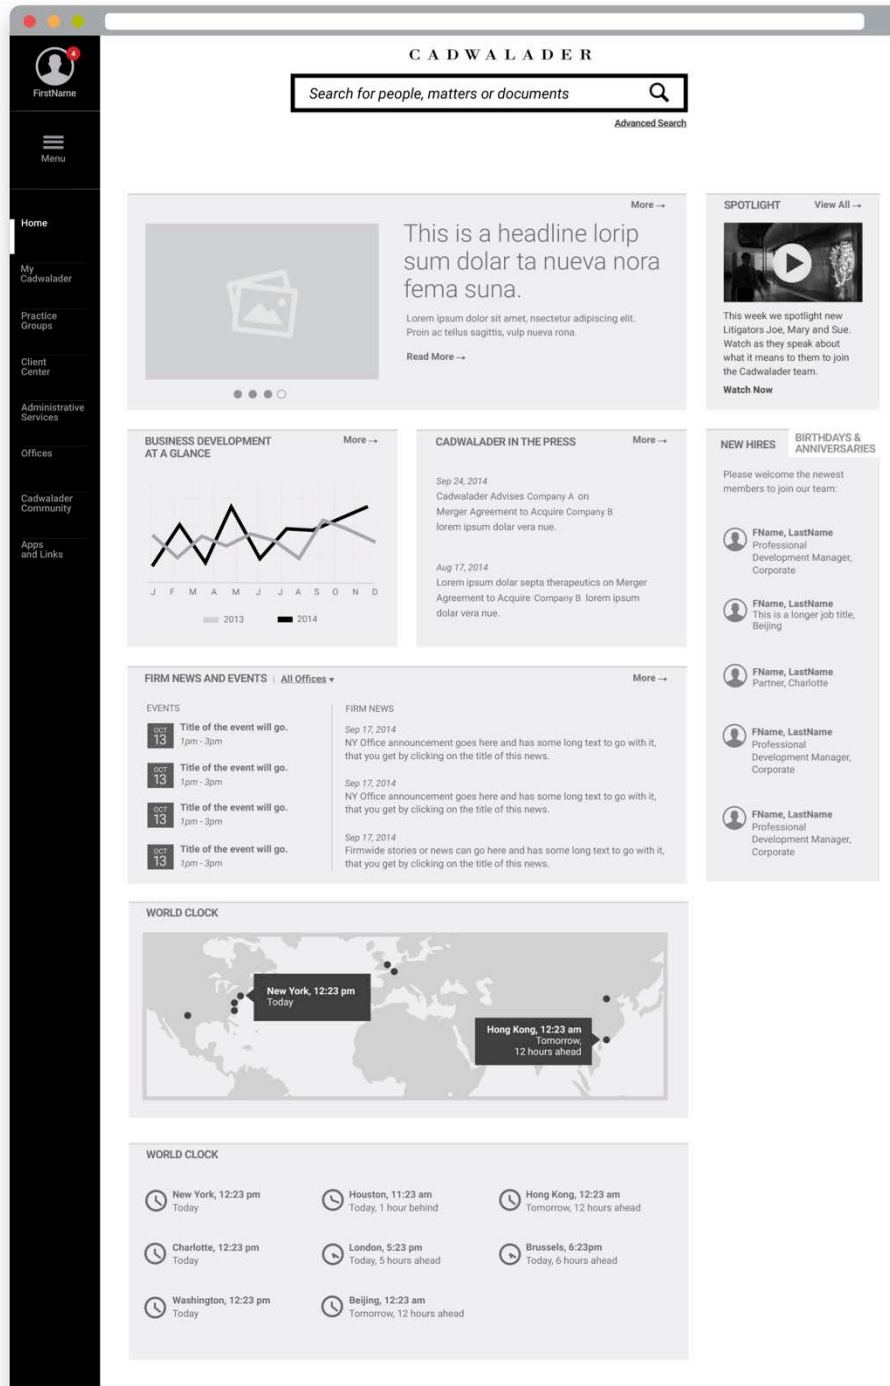 4
FirstName
Menu
Home
My
Cadwalader
Practice
Groups
Client
Center
Administrative
Services
Offices
Cadwalader
Community
Apps
and Links
CADWALADER
Search for people, matters or documents
Advanced Search
More →
This is a headline lorip
sum dolar ta nueva nora
fema suna.
Lorem ipsum dolor sit amet, nsectetur adipiscing elit.
Proin ac tellus sagittis, vulp nueva rona.
Read More →
SPOTLIGHT View All →
This week we spotlight new
Litigators Joe, Mary and Sue.
Watch as they speak about
what it means to them to join
the Cadwalader team.
Watch Now
BUSINESS DEVELOPMENT
AT A GLANCE
More →
J F M A M J J A S O N D
2013 2014
CADWALADER IN THE PRESS More →
Sep 24, 2014
Cadwalader Advises Company A on
Merger Agreement to Acquire Company B
lorem ipsum dolar vera nue.
Aug 17, 2014
Lorem ipsum dolar septa therapeutics on Merger
Agreement to Acquire Company B lorem ipsum
dolar vera nue.
NEW HIRES
BIRTHDAYS &
ANNIVERSARIES
Please welcome the newest
members to join our team:
FName, LastName
Professional
Development Manager,
Corporate
FName, LastName
This is a longer job title,
Beijing
FName, LastName
Partner, Charlotte
FName, LastName
Professional
Development Manager,
Corporate
FName, LastName
Professional
Development Manager,
Corporate
FIRM NEWS AND EVENTS | All Offices ▾ More →
EVENTS
OCT
13
Title of the event will go.
1pm - 3pm
OCT
13
Title of the event will go.
1pm - 3pm
OCT
13
Title of the event will go.
1pm - 3pm
OCT
13
Title of the event will go.
1pm - 3pm
FIRM NEWS
Sep 17, 2014
NY Office announcement goes here and has some long text to go with it,
that you get by clicking on the title of this news.
Sep 17, 2014
NY Office announcement goes here and has some long text to go with it,
that you get by clicking on the title of this news.
Sep 17, 2014
Firmwide stories or news can go here and has some long text to go with it,
that you get by clicking on the title of this news.
WORLD CLOCK
New York, 12:23 pm
Today
Hong Kong, 12:23 am
Tomorrow,
12 hours ahead
WORLD CLOCK
New York, 12:23 pm
Today
Houston, 11:23 am
Today, 1 hour behind
Hong Kong, 12:23 am
Tomorrow, 12 hours ahead
Charlotte, 12:23 pm
Today
London, 5:23 pm
Today, 5 hours ahead
Brussels, 6:23pm
Today, 6 hours ahead
Washington, 12:23 pm
Today
Beijing, 12:23 am
Tomorrow, 12 hours ahead